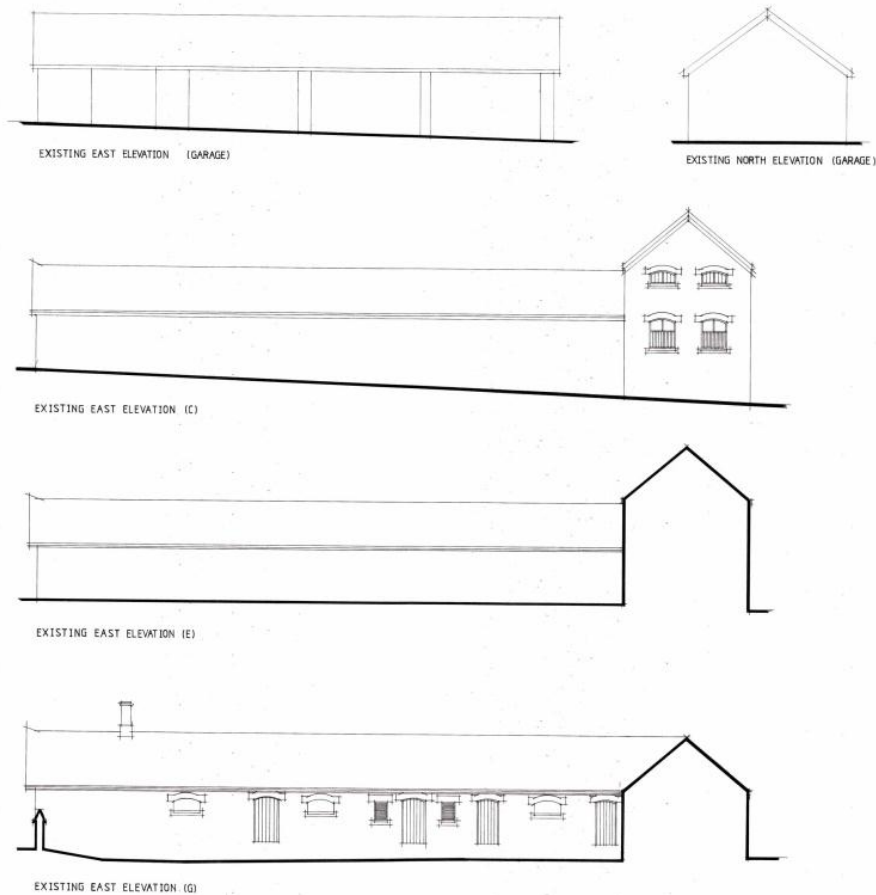 EXISTING EAST ELEVATION (GARAGE)
EXISTING NORTH ELEVATION (GARAGE)
EXISTING EAST ELEVATION (C)
EXISTING EAST ELEVATION (E)
EXISTING EAST ELEVATION (G)